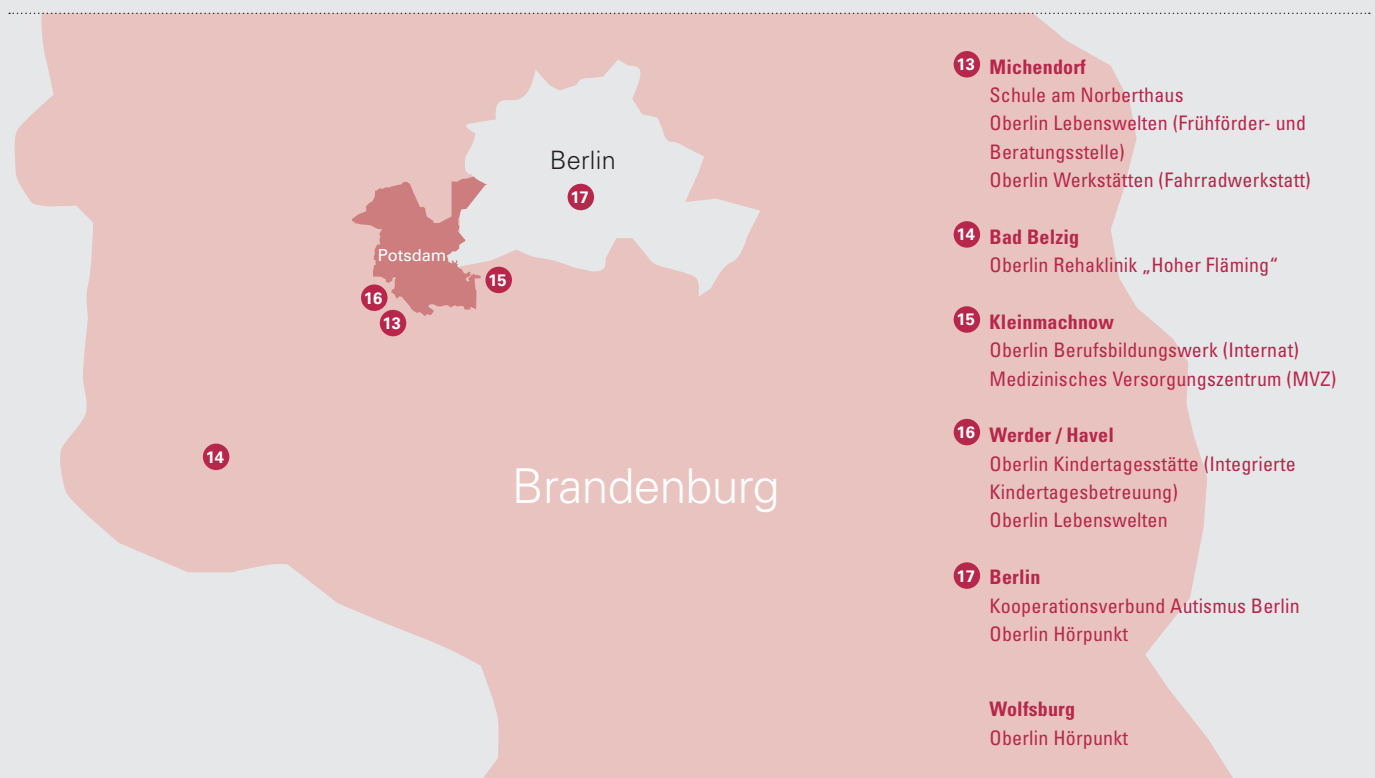 Berlin
17
Potsdam
15
16
13
14
Brandenburg
13 Michendorf
Schule am Norberthaus
Oberlin Lebenswelten (Frühförder- und
Beratungsstelle)
Oberlin Werkstätten (Fahrradwerkstatt)
14 Bad Belzig
Oberlin Rehaklinik „Hoher Fläming“
15 Kleinmachnow
Oberlin Berufsbildungswerk (Internat)
Medizinisches Versorgungszentrum (MVZ)
16 Werder / Havel
Oberlin Kindertagesstätte (Integrierte
Kindertagesbetreuung)
Oberlin Lebenswelten
17 Berlin
Kooperationsverbund Autismus Berlin
Oberlin Hörpunkt
Wolfsburg
Oberlin Hörpunkt